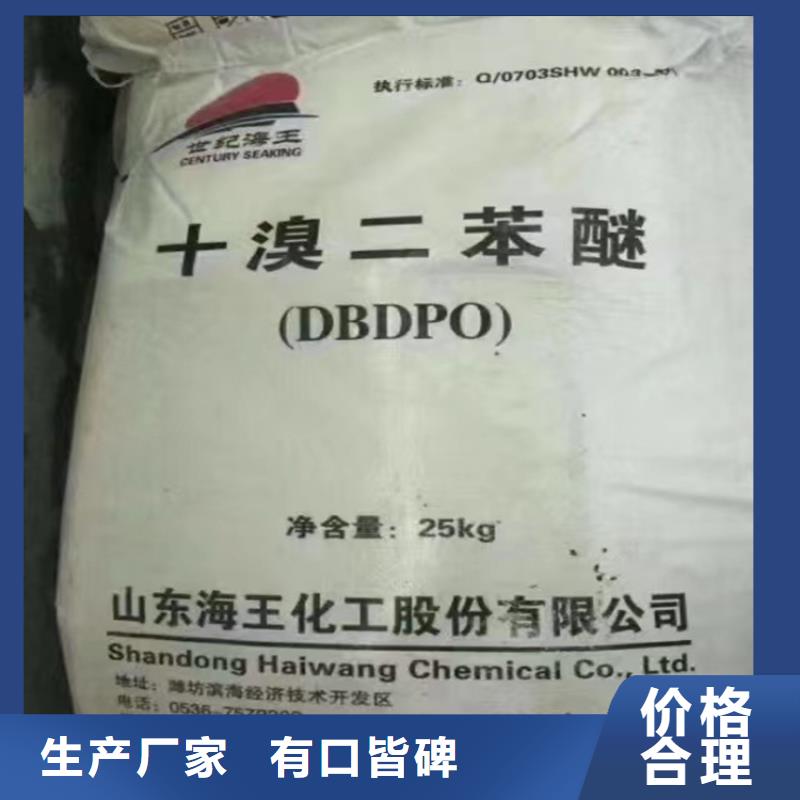 执行标准：Q/0703SHW
世纪海王
CENTURY SEAKING
十溴二苯醚
(DBDPO)
净含量：25kg
山东海王化工股份有限公司
Shandong Haiwang Chemical Co., Ltd.
地址：潍坊滨海经济技术开发区
电话：
生产厂家 有口皆碑
价格
合理